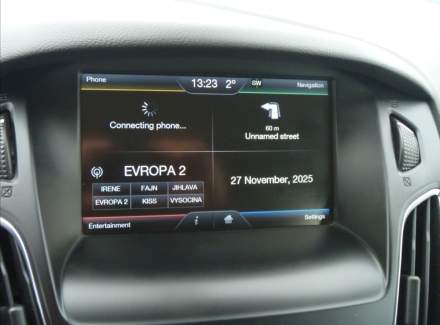 Phone 13:23 2° SW Navigation
Connecting phone...
60 m
Unnamed street
EVROPA 2
IRENE FAJN JIHLAVA
EVROPA 2 KISS VYSOCINA
27 November, 2025
Entertainment i Settings